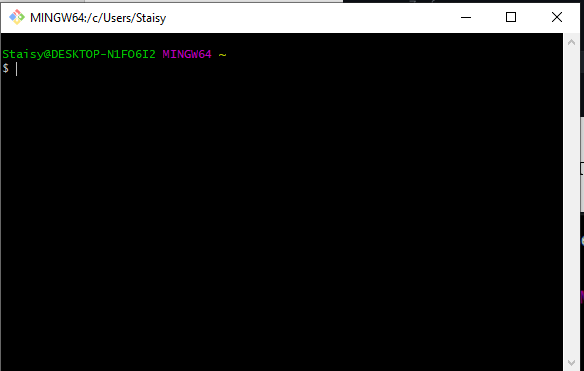 MINGW64:/c/Users/Staisy
Staisy@DESKTOP-N1FO6I2 MINGW64 ~
$